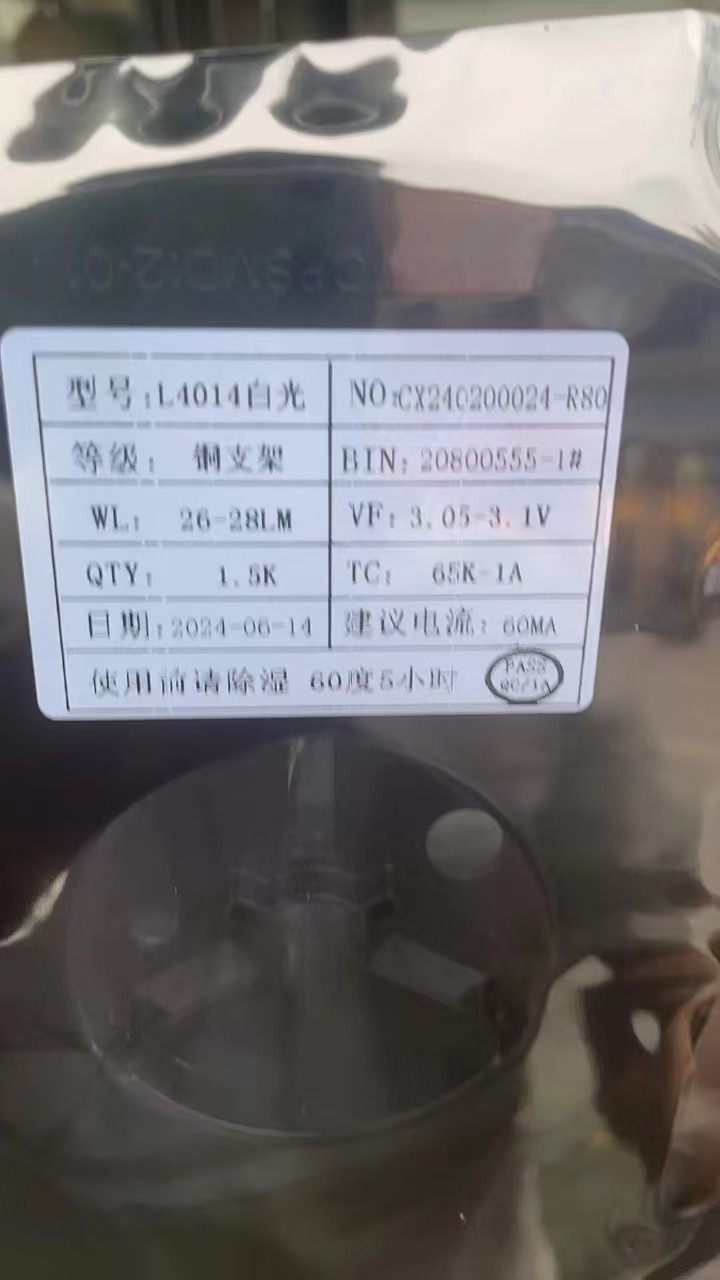 型号:L4014白光 NO:CX240200024-R80
等级: 铜支架 BIN: 20800555-1#
WL: 26-28LM VF: 3.05-3.1V
QTY: 1.5K TC: 65K-1A
日期:2024-06-14 建议电流: 60MA
使用前请除湿 60度5小时 PASS
QC/1A